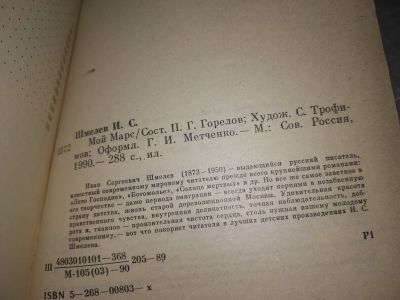 Шмелев И. С.
Ш72
Мой Марс/Сост. П. Г. Горелов; Худож. С. Трофи-
мов; Оформл. Г. И. Метченко.— М.: Сов. Россия,
1990.— 288 с., ил.
Иван Сергеевич Шмелев (1873—1950) — выдающийся русский писатель,
известный современному мировому читателю прежде всего крупнейшими романами:
«Лето Господне», «Богомолье», «Солнце мертвых» и др. Но все же самое заветное в
его творчестве — даже периода эмиграции — всегда уходит корнями в незабвенную
страну детства, жизнь старой дореволюционной Москвы. Удивительная красота
нравственного чувства, внутренняя деликатность, точная наблюдательность, доб-
рота и, главное — пронзительная чистота сердца, столь нужная нашему молодому
современнику,— вот что покоряет читателя в лучших детских произведениях И. С.
Шмелева.
Р1
Ш 4803010101—368
М-105(03)—90 205—89
ISBN 5—268—00803—х